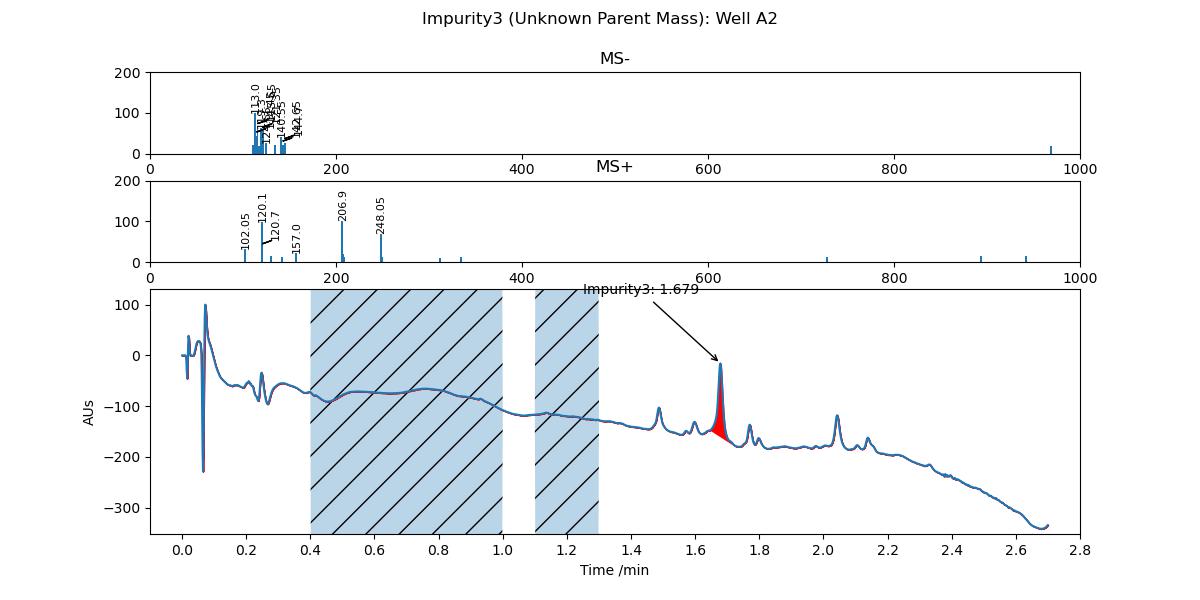 Impurity3 (Unknown Parent Mass): Well A2
MS-
200
100
0
113.0
140.55
144.7
0 200 400 600 800 1000
MS+
200
100
0
102.05
120.1
120.7
157.0
206.9
248.05
0 200 400 600 800 1000
Impurity3: 1.679
100
0
−100
−200
−300
AUs
0.0 0.2 0.4 0.6 0.8 1.0 1.2 1.4 1.6 1.8 2.0 2.2 2.4 2.6 2.8
Time /min